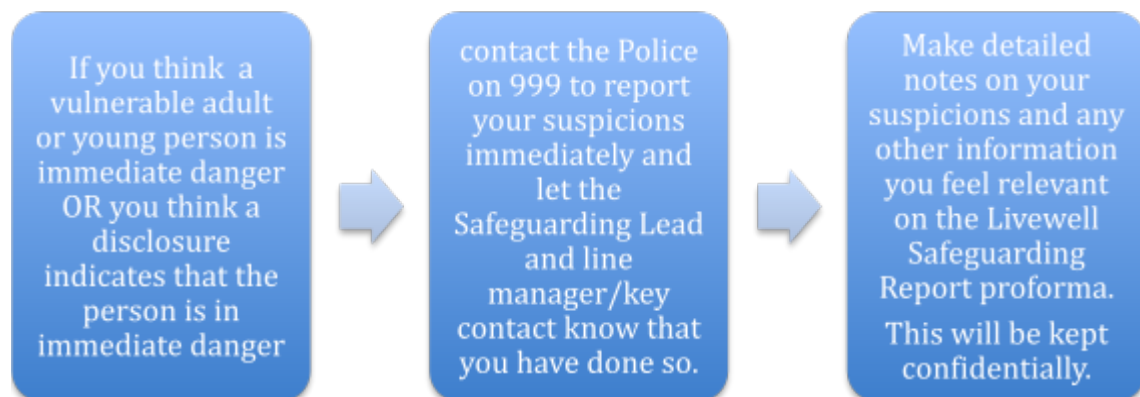 If you think a
vulnerable adult
or young person is
immediate danger
OR you think a
disclosure
indicates that the
person is in
immediate danger
contact the Police
on 999 to report
your suspicions
immediately and
let the
Safeguarding Lead
and line
manager/key
contact know that
you have done so.
Make detailed
notes on your
suspicions and any
other information
you feel relevant
on the Livewell
Safeguarding
Report proforma.
This will be kept
confidentially.